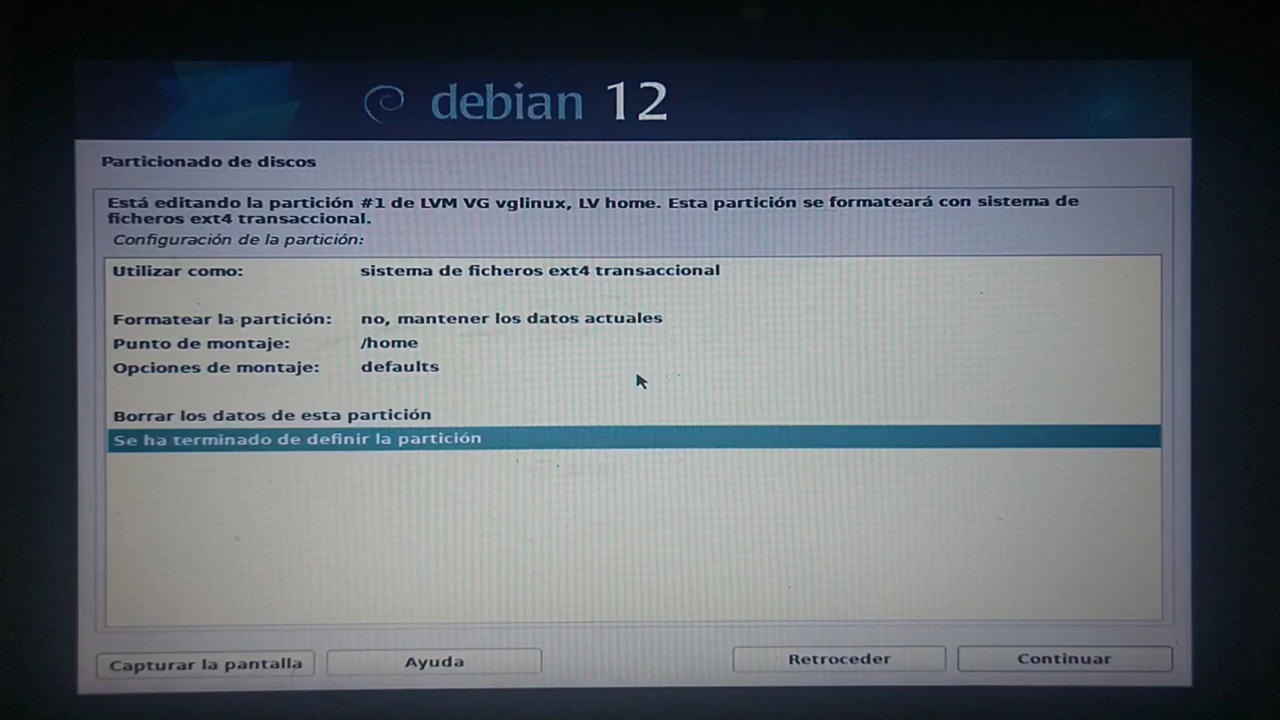 debian 12
Particionado de discos
Está editando la partición #1 de LVM VG vglinux, LV home. Esta partición se formateará con sistema de
ficheros ext4 transaccional.
Configuración de la partición:
Utilizar como: sistema de ficheros ext4 transaccional
Formatear la partición: no, mantener los datos actuales
Punto de montaje: /home
Opciones de montaje: defaults
Borrar los datos de esta partición
Se ha terminado de definir la partición
Capturar la pantalla Ayuda Retroceder Continuar